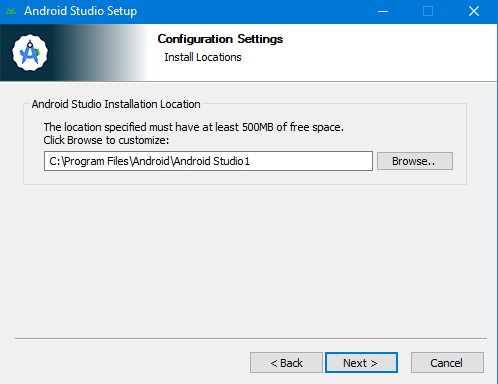 Android Studio Setup
Configuration Settings
Install Locations
Android Studio Installation Location
The location specified must have at least 500MB of free space.
Click Browse to customize:
C:\Program Files\Android\Android Studio1
Browse..
< Back
Next >
Cancel